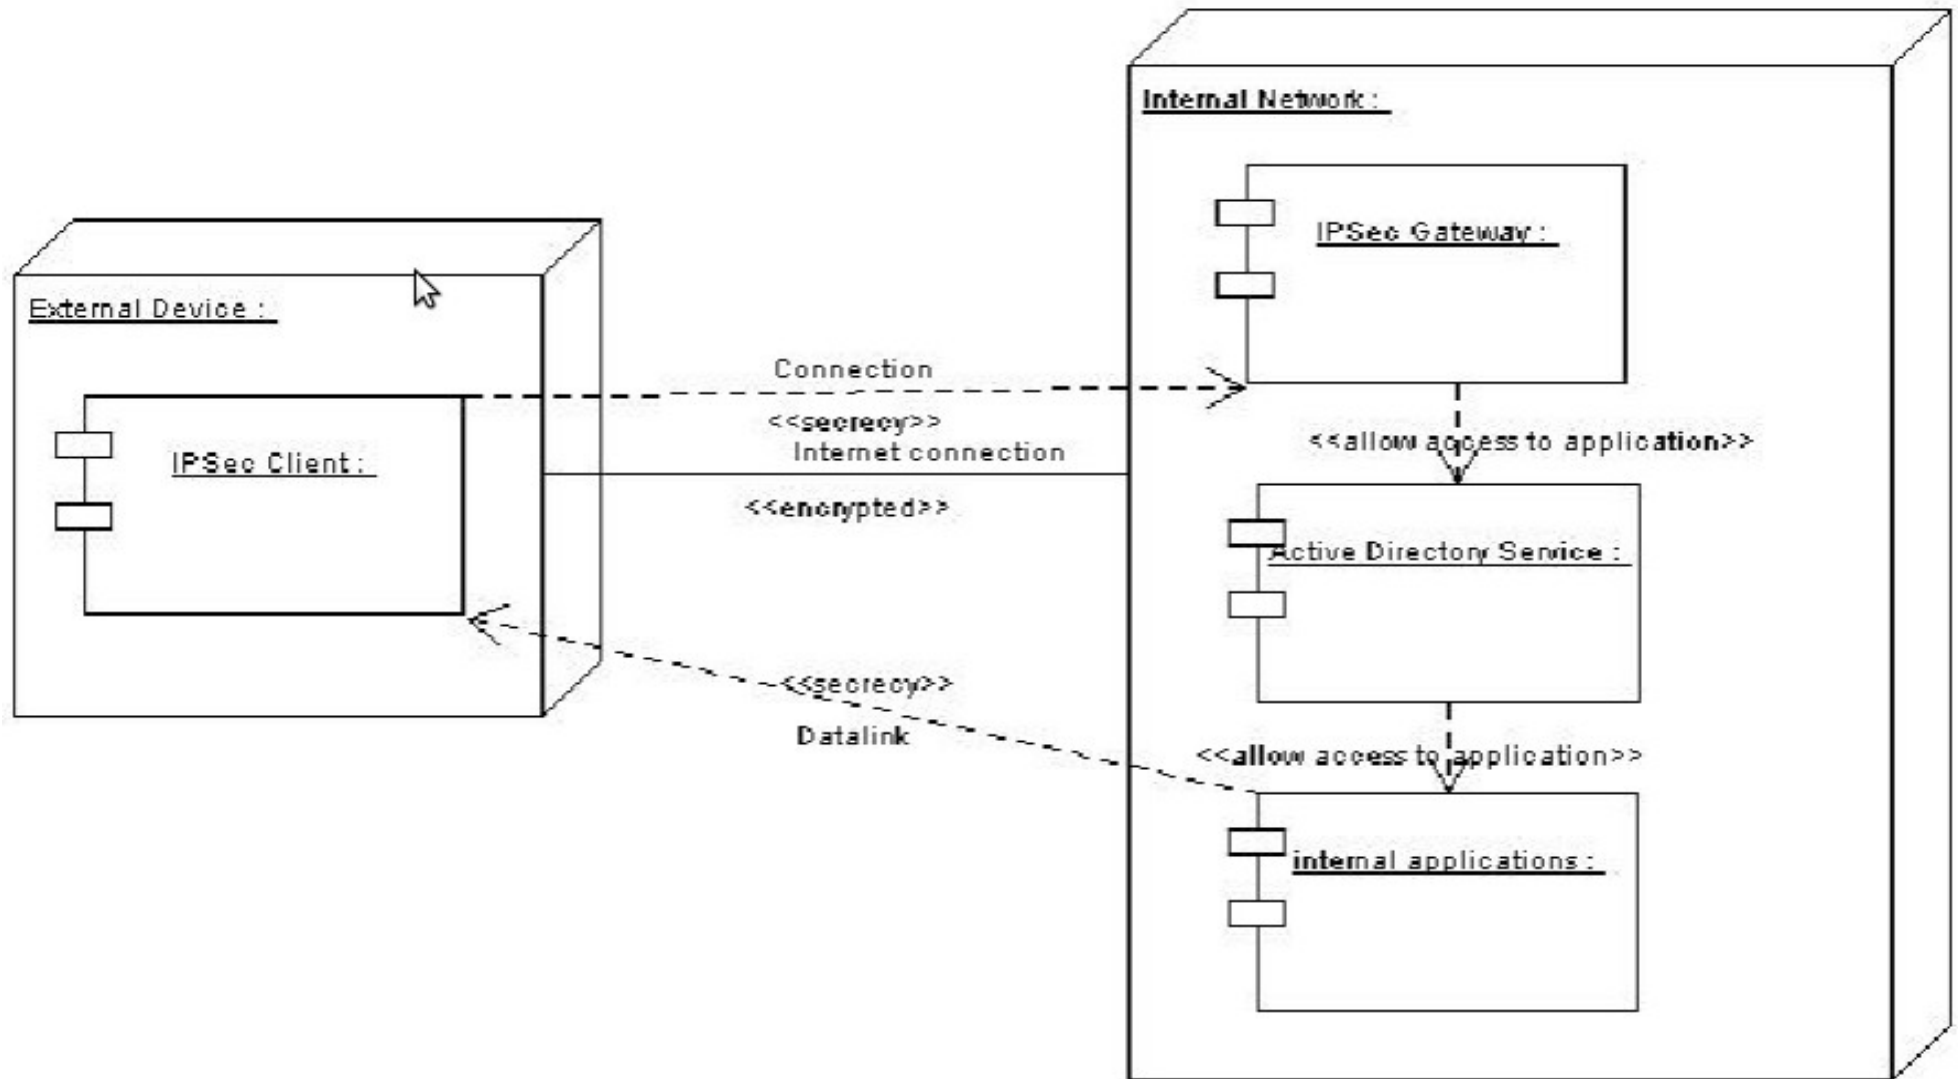 Internal Network :
IPSec Gateway :
External Device :
Connection
<<secrecy>>
<<allow access to application>>
Internet connection
IPSec Client :
<<encrypted>>
Active Directory Service :
<<secrecy>>
Datalink
<<allow access to application>>
internal applications :